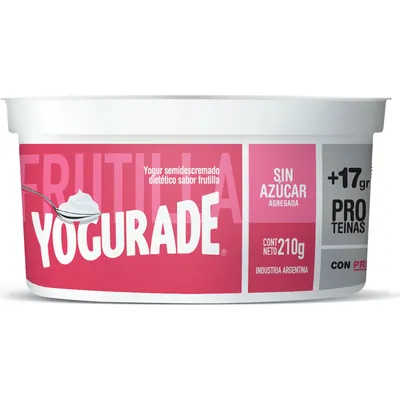 FRUTILLA
Yogur semidescremado
dietético sabor frutilla
YOGURADE®
SIN
AZÚCAR
AGREGADA
CONT
NETO 210g
INDUSTRIA ARGENTINA
+17gr
PRO
TEINAS
CON